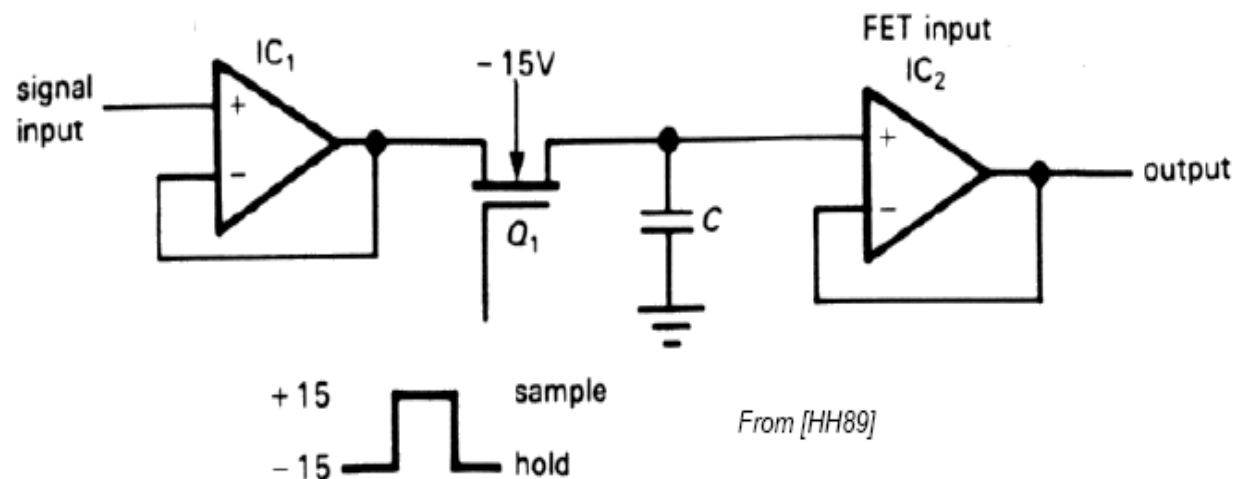 FET input
IC₁
IC₂
−15V
signal
input
+
−
+
−
output
Q₁
C
+15
sample
From [HH89]
−15
hold